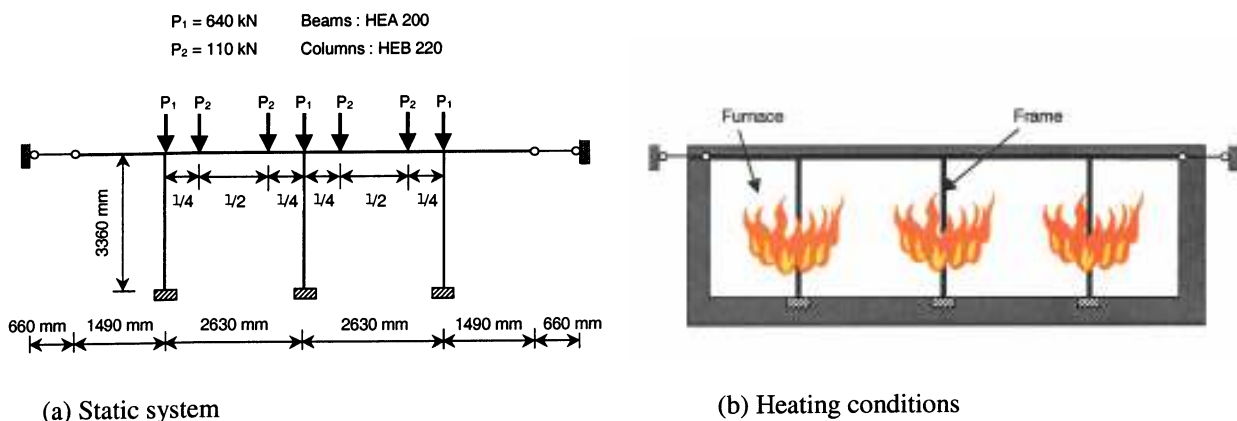 P₁ = 640 kN Beams : HEA 200
P₂ = 110 kN Columns : HEB 220
P₁ P₂ P₂ P₁ P₂ P₂ P₁
1/4 1/2 1/4 1/4 1/2 1/4
3360 mm
660 mm 1490 mm 2630 mm 2630 mm 1490 mm 660 mm
(a) Static system
Furnace Frame
(b) Heating conditions